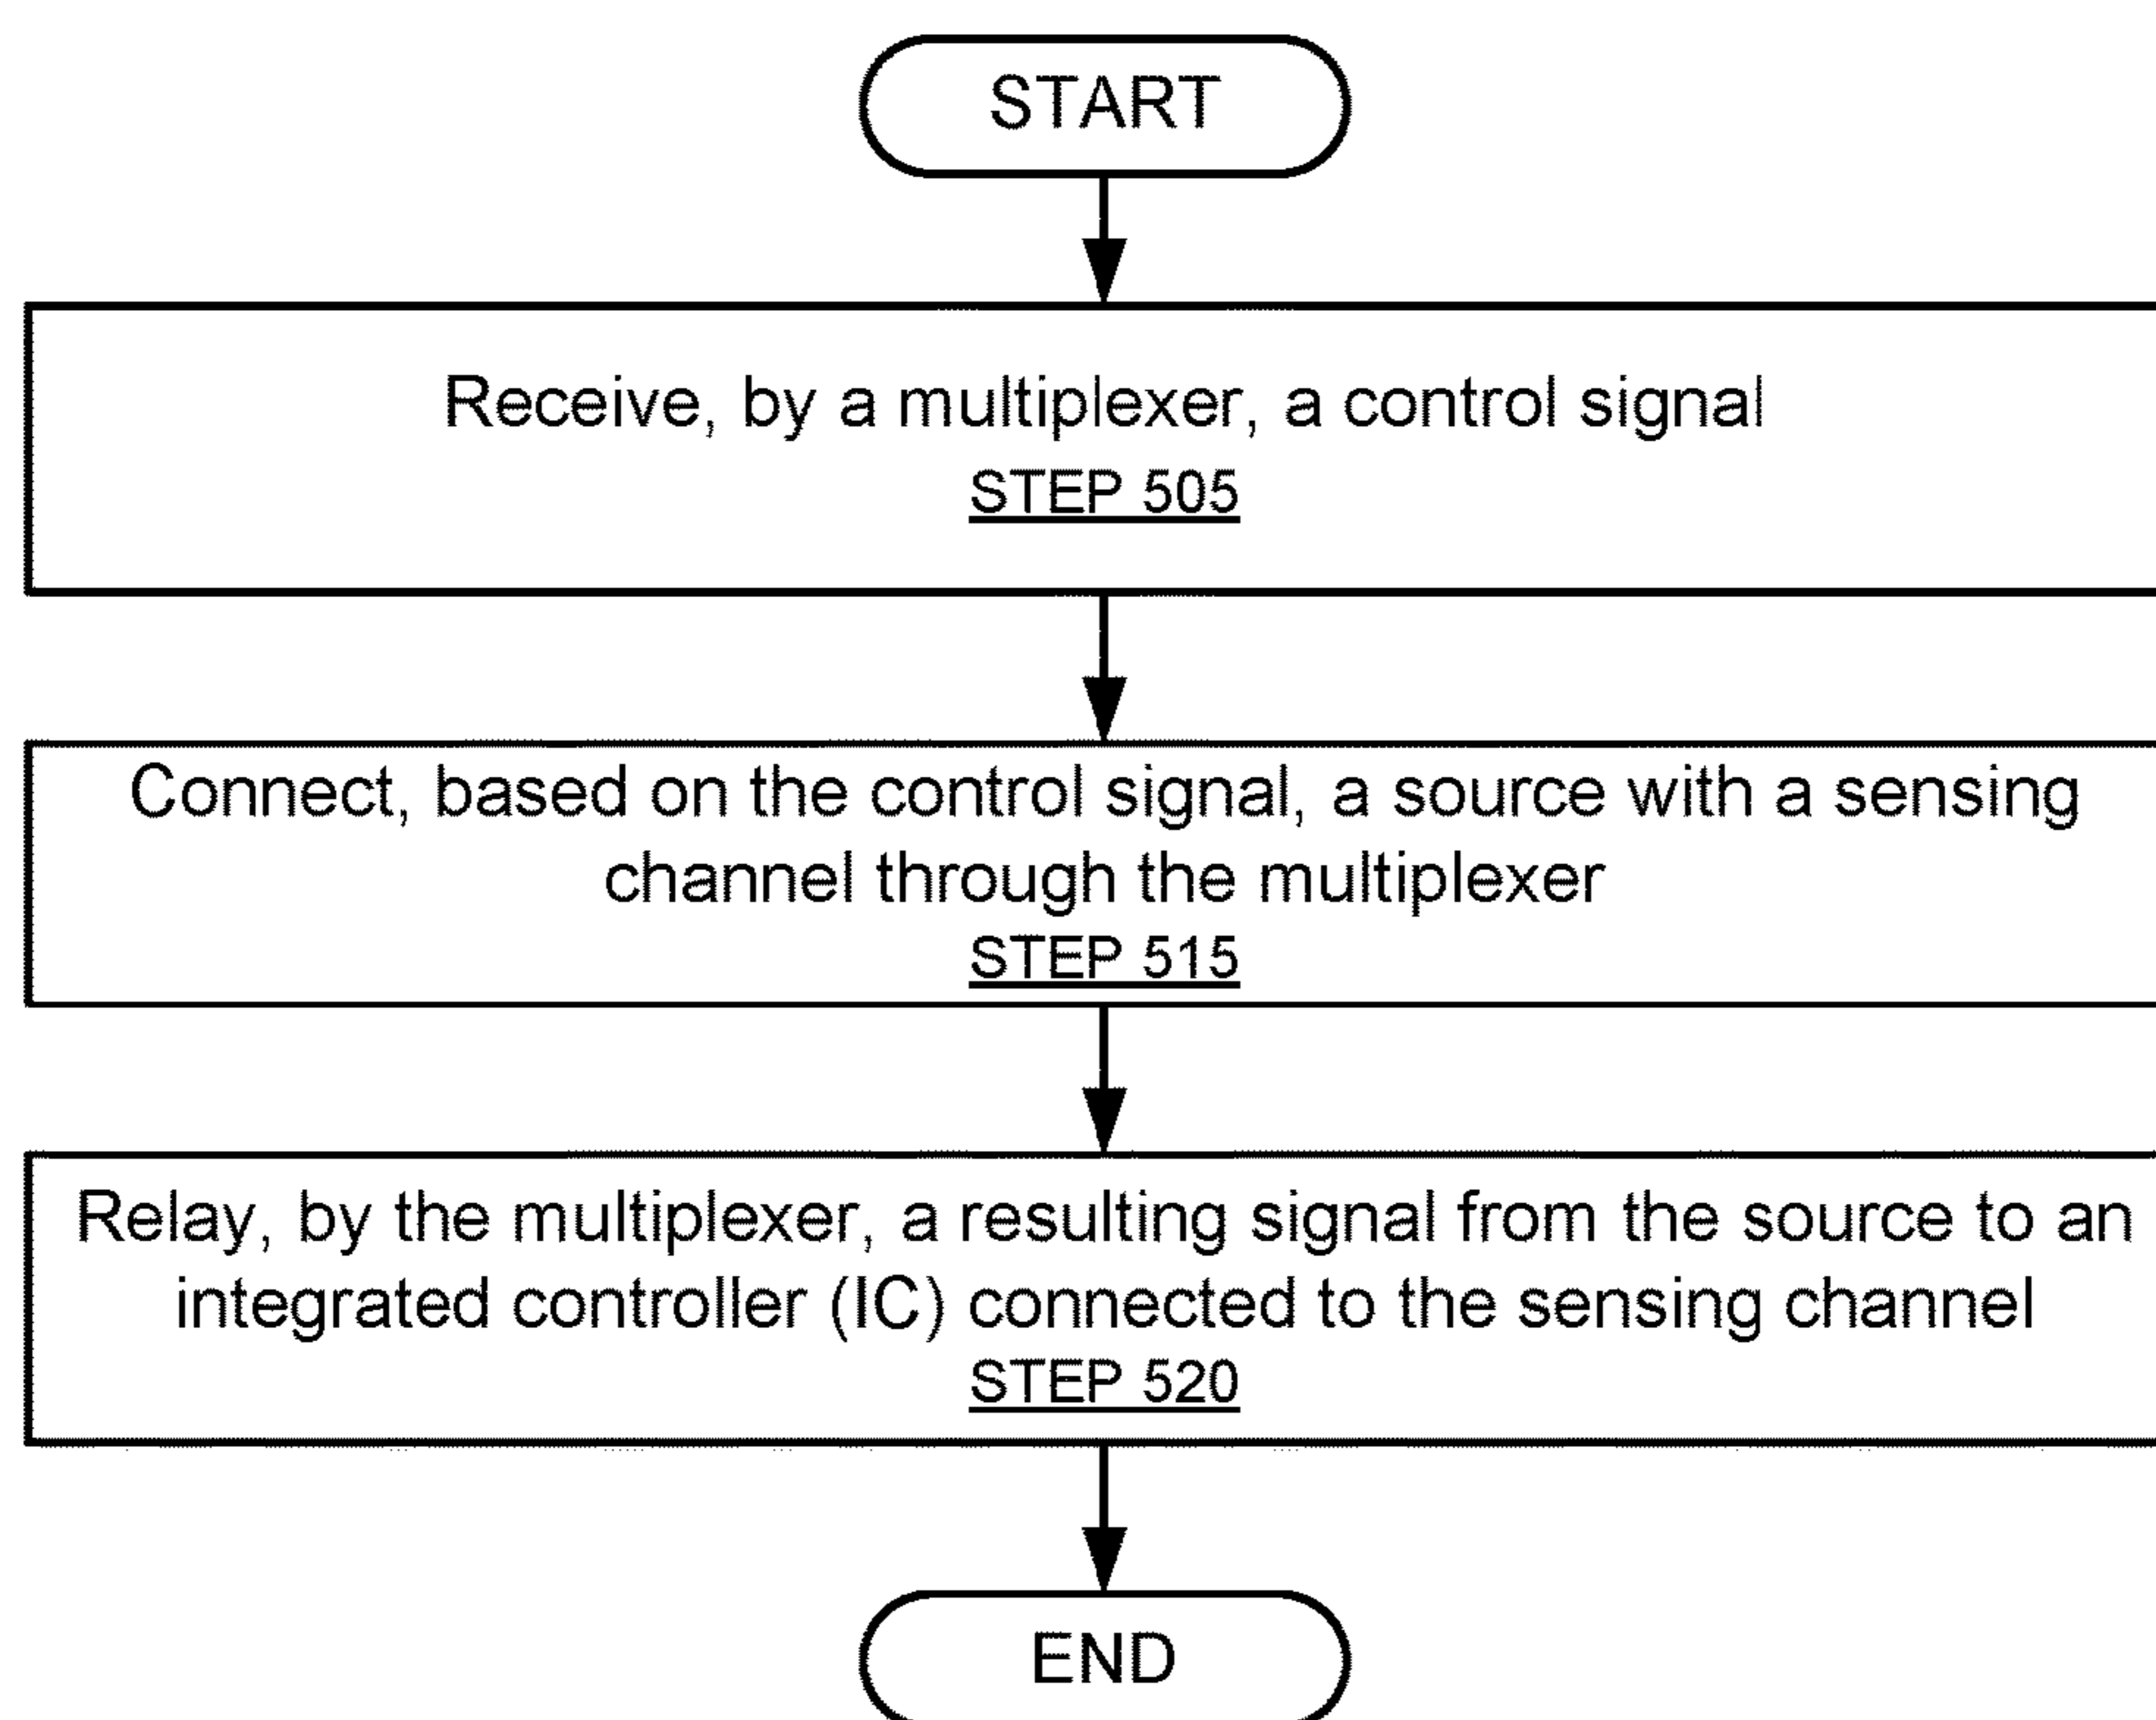 START
Receive, by a multiplexer, a control signal
STEP 505
Connect, based on the control signal, a source with a sensing
channel through the multiplexer
STEP 515
Relay, by the multiplexer, a resulting signal from the source to an
integrated controller (IC) connected to the sensing channel
STEP 520
END